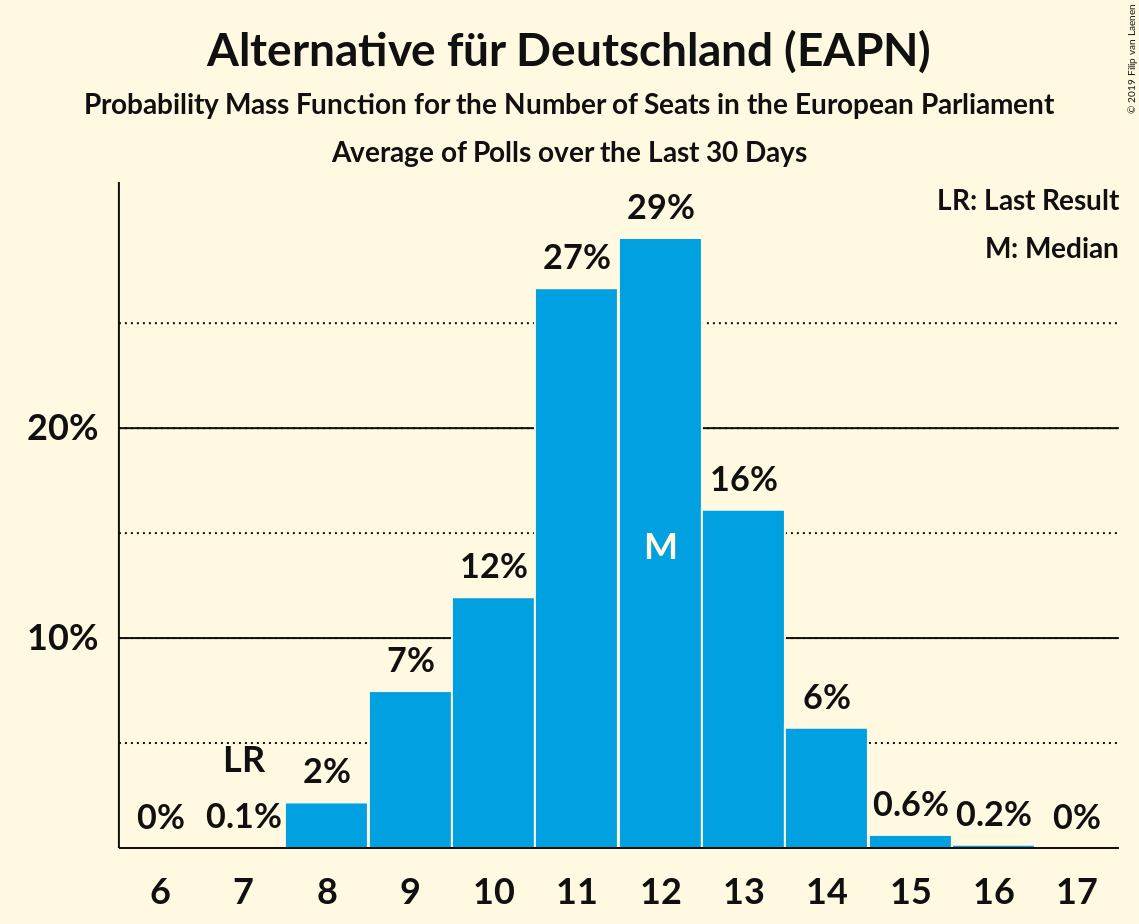 Alternative für Deutschland (EAPN)
Probability Mass Function for the Number of Seats in the European Parliament
Average of Polls over the Last 30 Days
© 2019 Filip van Laenen
LR: Last Result
M: Median
29%
27%
20%
16%
M
12%
10%
7%
6%
LR
2%
0%
0.1%
0.6%
0.2%
0%
6 7 8 9 10 11 12 13 14 15 16 17